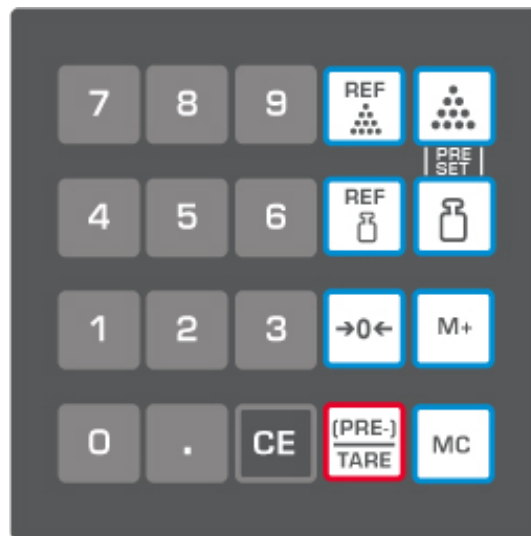 7 8 9 REF
PRE
SET
4 5 6 REF
1 2 3 →0← M+
0 . CE (PRE-) MC
TARE